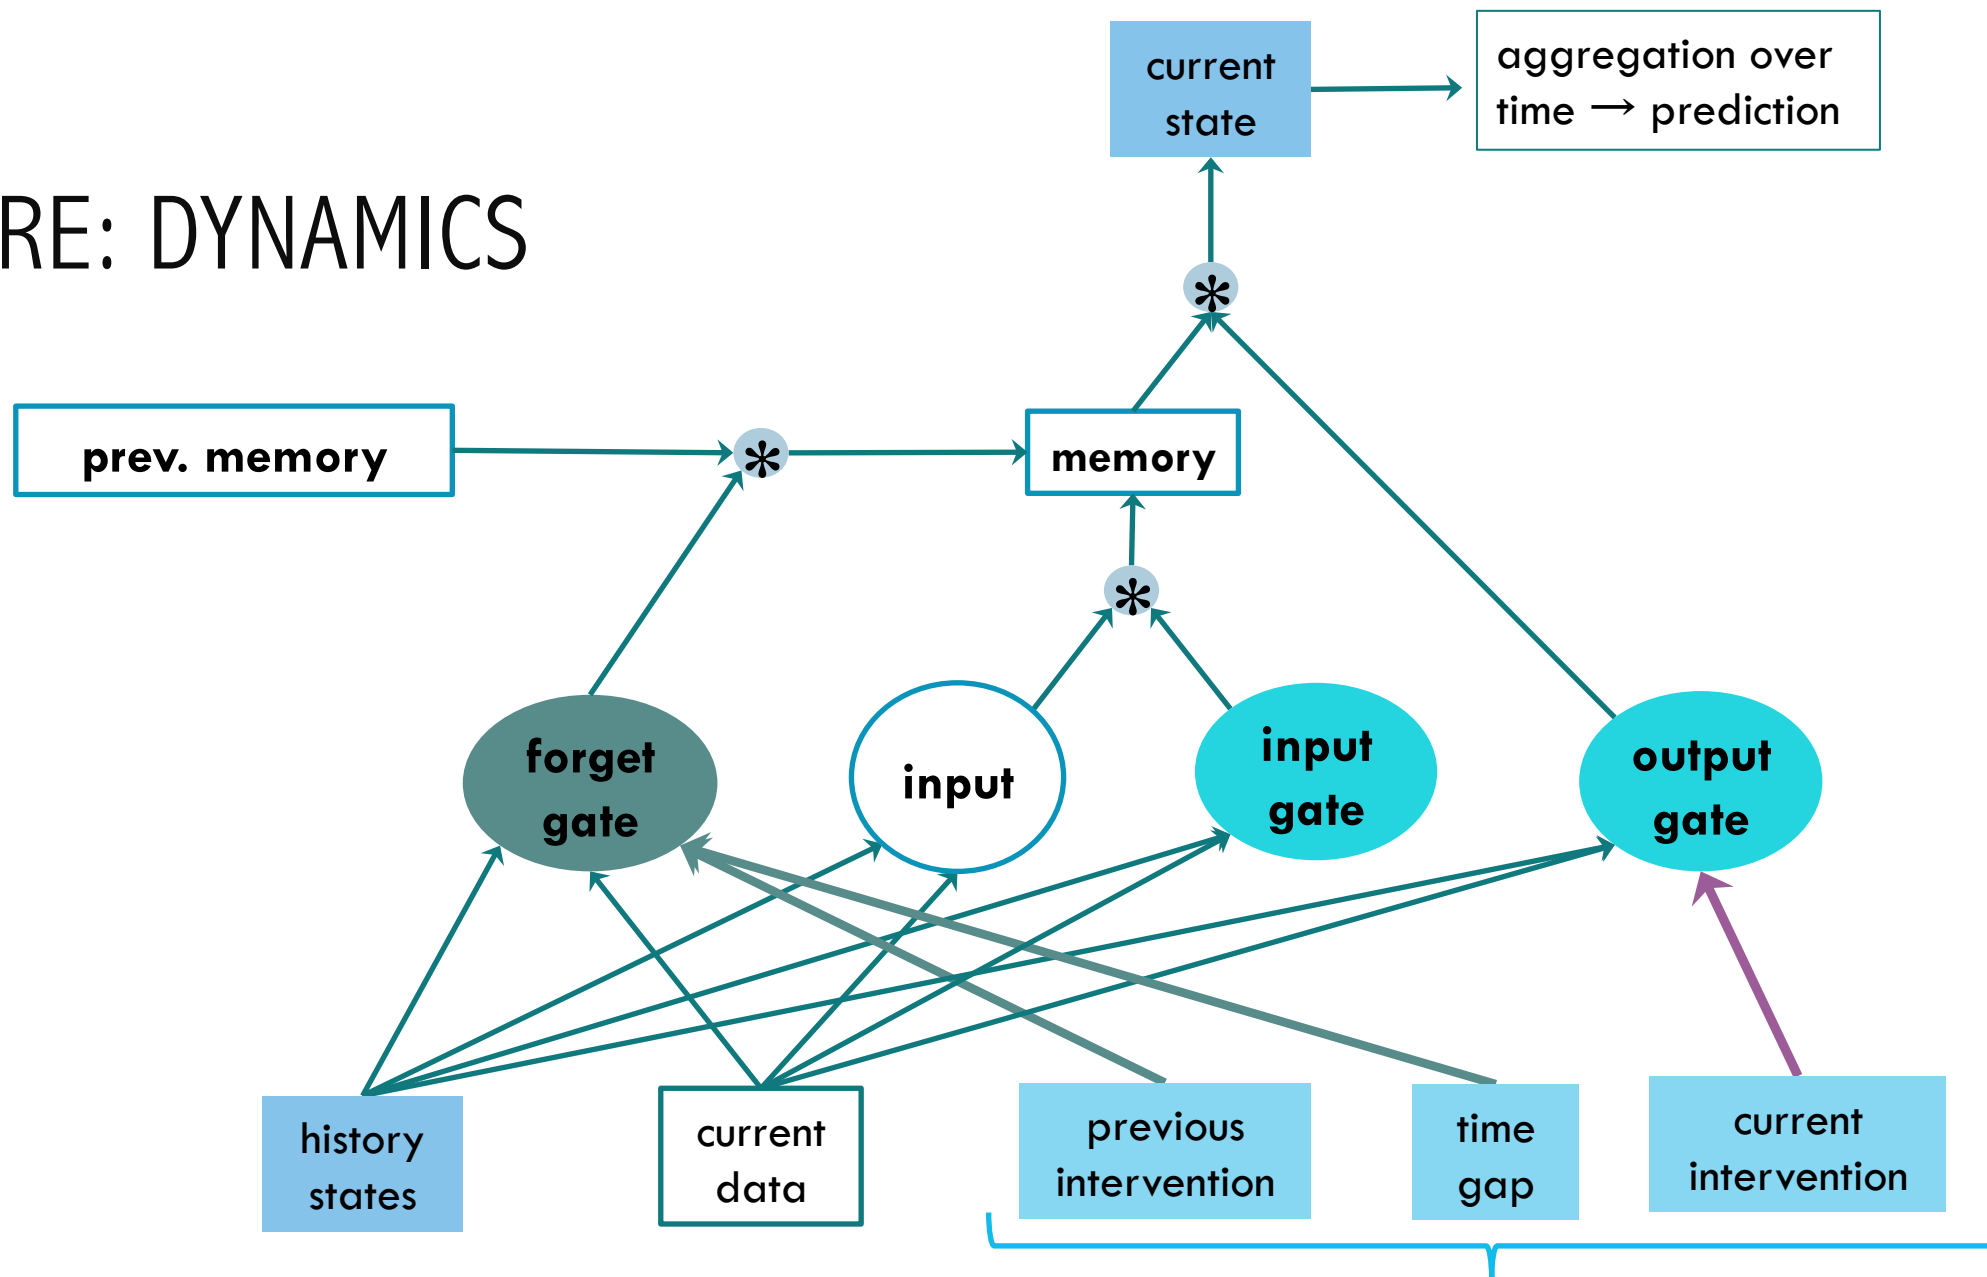 current
state
aggregation over
time → prediction
RE: DYNAMICS
*
prev. memory
*
memory
*
forget
gate
input
input
gate
output
gate
history
states
current
data
previous
intervention
time
gap
current
intervention